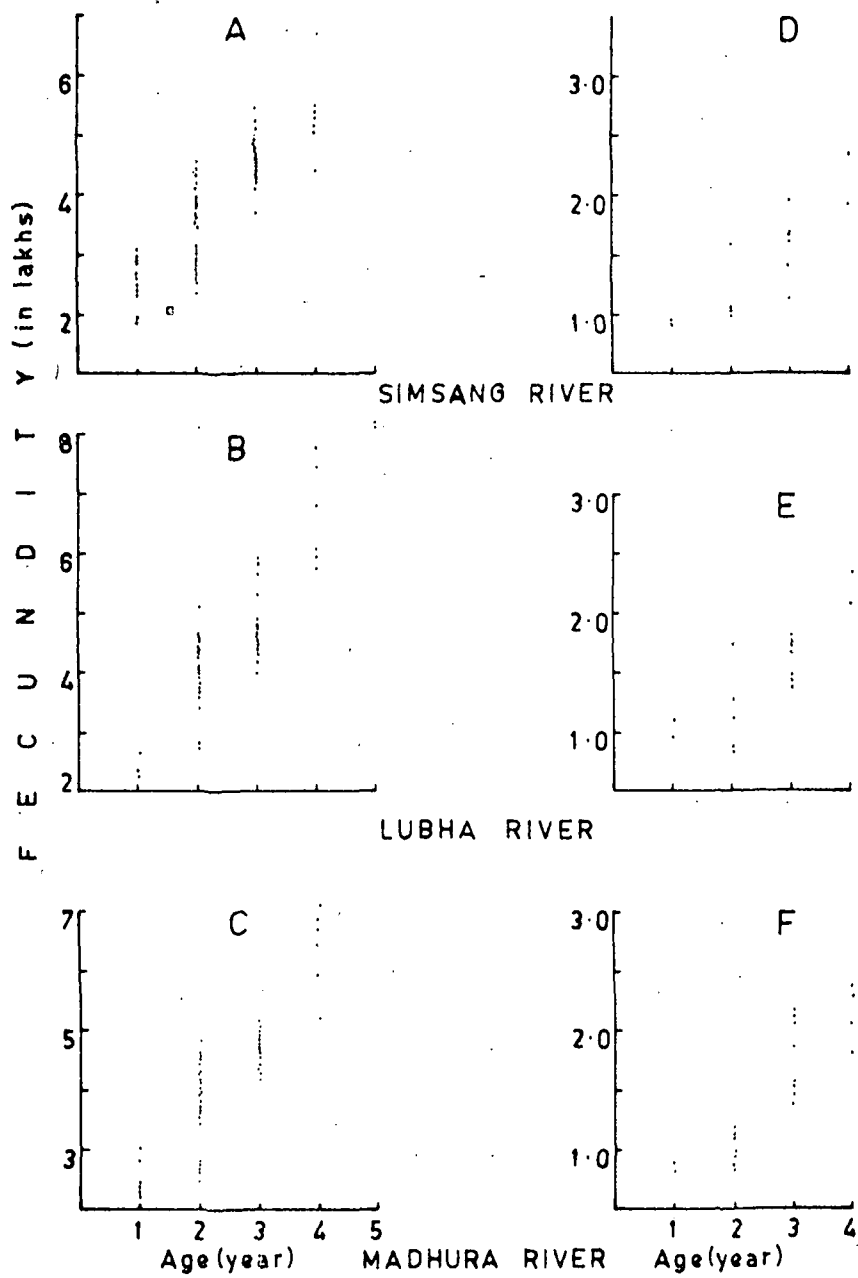 A
D
6
4
2
3·0
2·0
1·0
SIMSANG RIVER
FECUNDITY (in lakhs)
B
E
8
6
4
2
3·0
2·0
1·0
LUBHA RIVER
C
F
7
5
3
3·0
2·0
1·0
1 2 3 4 5
1 2 3 4
Age (year) MADHURA RIVER Age (year)